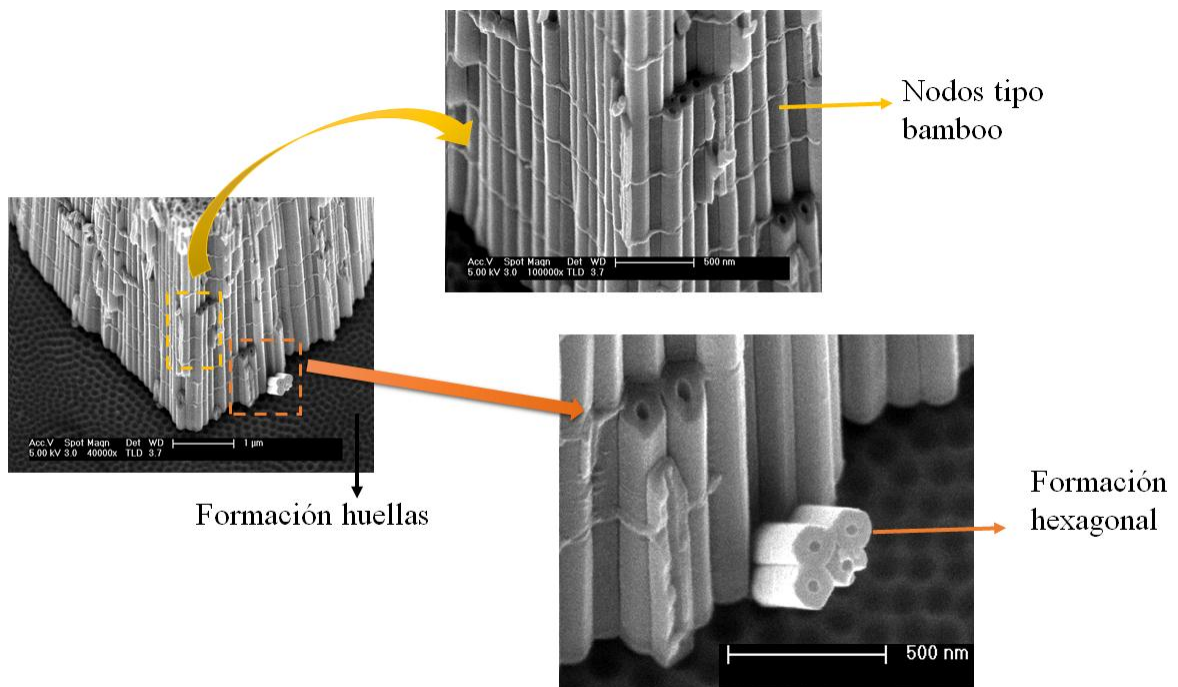 Nodos tipo
bamboo
Acc.V Spot Magn Det WD
5.00 kV 3.0 100000x TLD 3.7
500 nm
Acc.V Spot Magn Det WD
5.00 kV 3.0 40000x TLD 3.7
1 µm
Formación huellas
Formación
hexagonal
500 nm